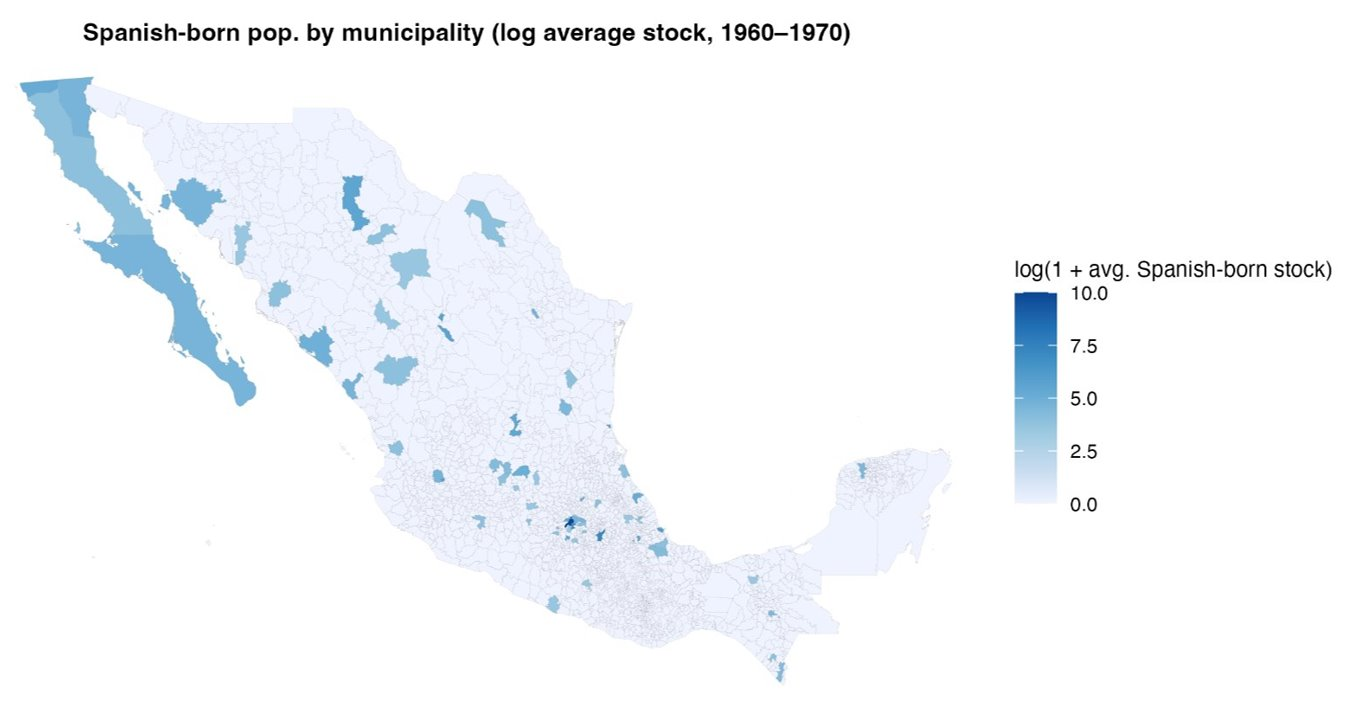 Spanish-born pop. by municipality (log average stock, 1960–1970)
log(1 + avg. Spanish-born stock)
10.0
7.5
5.0
2.5
0.0